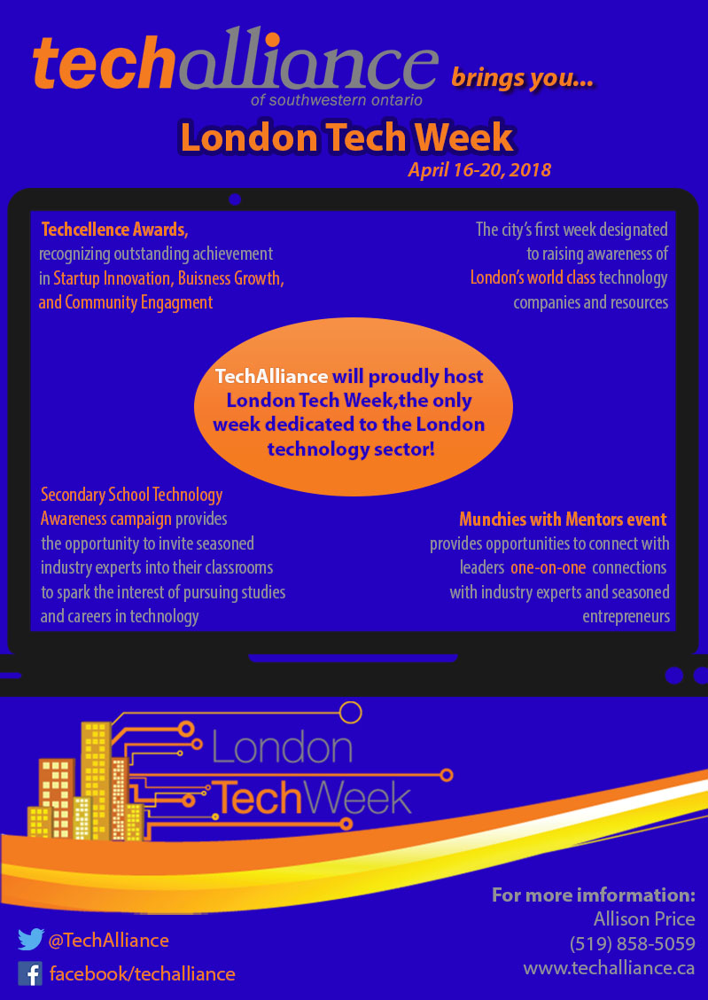 techalliance
of southwestern ontario
brings you...
London Tech Week
April 16-20, 2018
Techcellence Awards,
recognizing outstanding achievement
in Startup Innovation, Buisness Growth,
and Community Engagment
The city's first week designated
to raising awareness of
London's world class technology
companies and resources
TechAlliance will proudly host
London Tech Week,the only
week dedicated to the London
technology sector!
Secondary School Technology
Awareness campaign provides
the opportunity to invite seasoned
industry experts into their classrooms
to spark the interest of pursuing studies
and careers in technology
Munchies with Mentors event
provides opportunities to connect with
leaders one-on-one connections
with industry experts and seasoned
entrepreneurs
London
TechWeek
For more imformation:
Allison Price
(519) 858-5059
www.techalliance.ca
@TechAlliance
facebook/techalliance